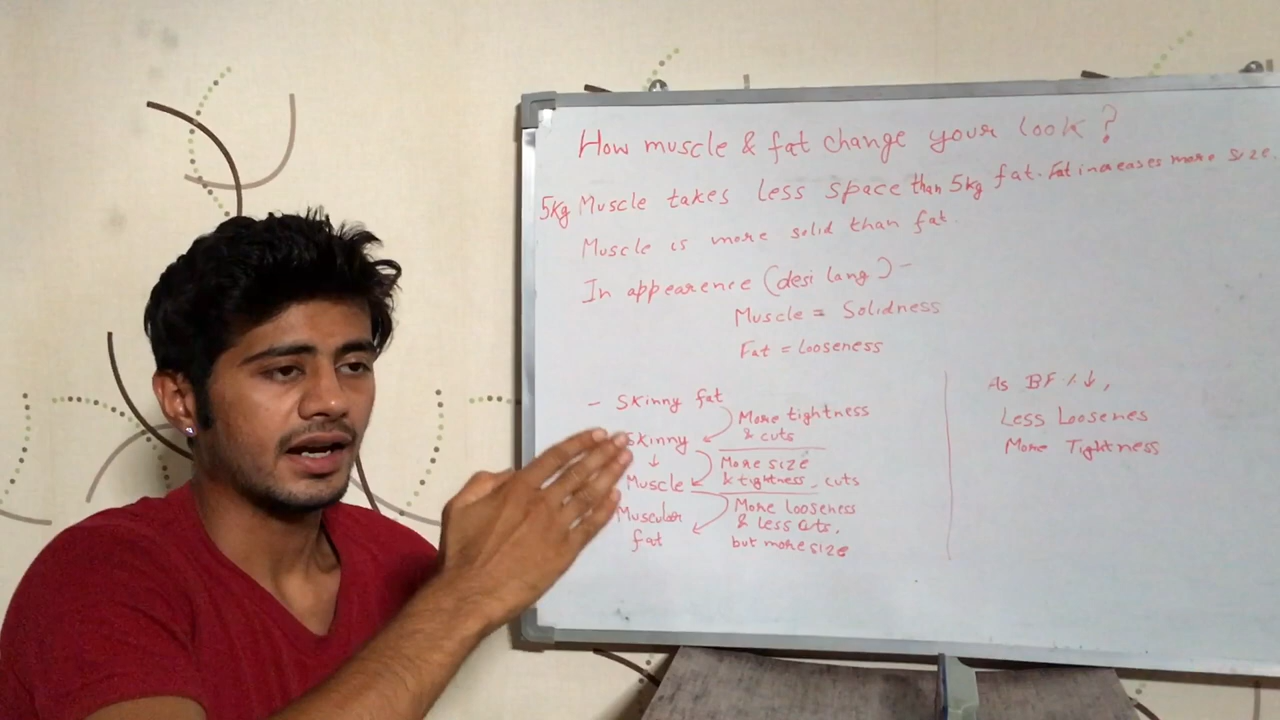 How muscle & fat change your look?
5kg Muscle takes less space than 5kg fat. Fat increases more size.
Muscle is more solid than fat.
In appearence (desi lang) -
Muscle = Solidness
Fat = Looseness
- Skinny fat
More tightness
& cuts
Skinny
↓
More size
& tightness, cuts
Muscle
More looseness
& less cuts,
but more size
Muscular
fat
As BF % ↓,
Less Loosenes
More Tightness